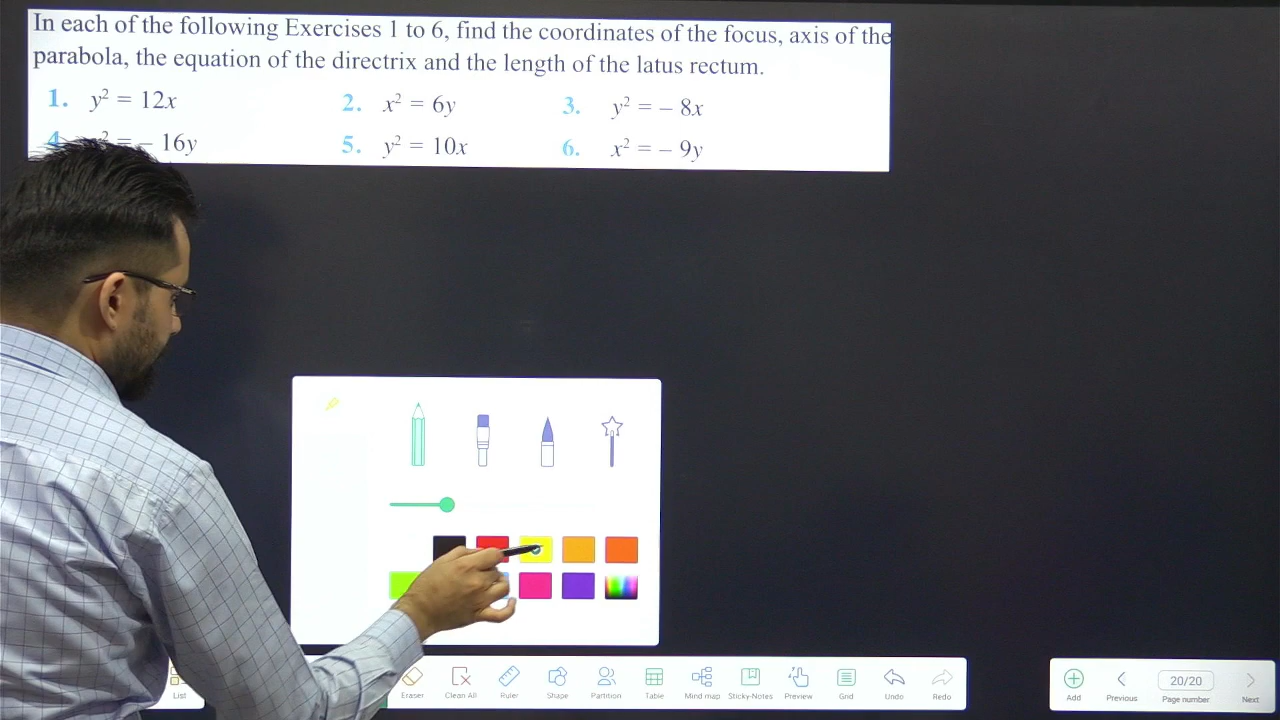 In each of the following Exercises 1 to 6, find the coordinates of the focus, axis of the
parabola, the equation of the directrix and the length of the latus rectum.
1. y² = 12x 2. x² = 6y 3. y² = – 8x
4. ² = – 16y 5. y² = 10x 6. x² = – 9y
List Eraser Clean All Ruler Shape Partition Table Mind map Sticky-Notes Preview Grid Undo Redo Add Previous 20/20 Page number Next